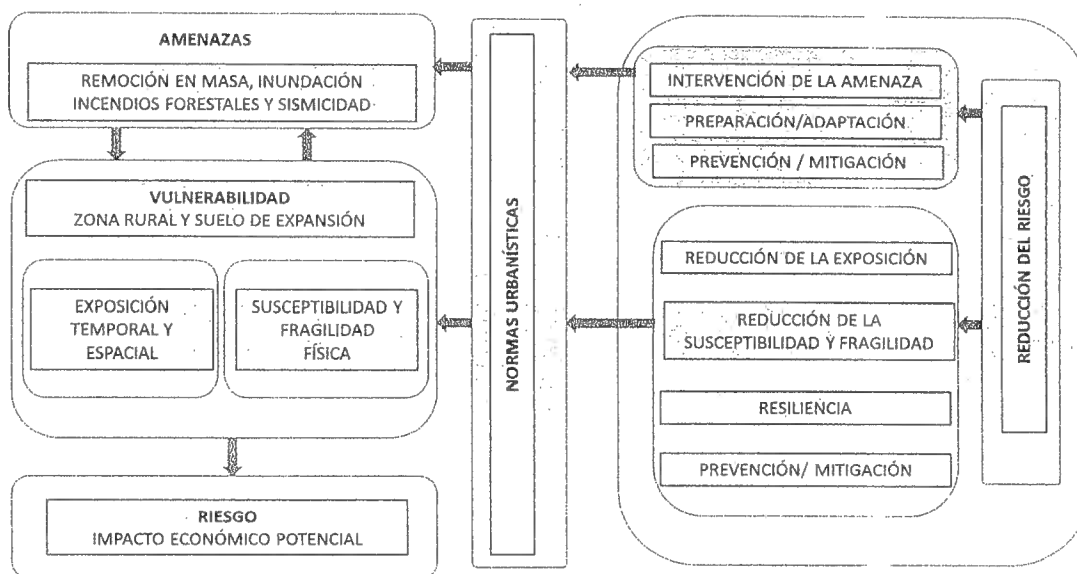 AMENAZAS
REMOCIÓN EN MASA, INUNDACIÓN
INCENDIOS FORESTALES Y SISMICIDAD
VULNERABILIDAD
ZONA RURAL Y SUELO DE EXPANSIÓN
EXPOSICIÓN
TEMPORAL Y
ESPACIAL
SUSCEPTIBILIDAD Y
FRAGILIDAD
FÍSICA
RIESGO
IMPACTO ECONÓMICO POTENCIAL
NORMAS URBANÍSTICAS
INTERVENCIÓN DE LA AMENAZA
PREPARACIÓN/ADAPTACIÓN
PREVENCIÓN / MITIGACIÓN
REDUCCIÓN DE LA EXPOSICIÓN
REDUCCIÓN DE LA
SUSCEPTIBILIDAD Y FRAGILIDAD
RESILIENCIA
PREVENCIÓN/ MITIGACIÓN
REDUCCIÓN DEL RIESGO